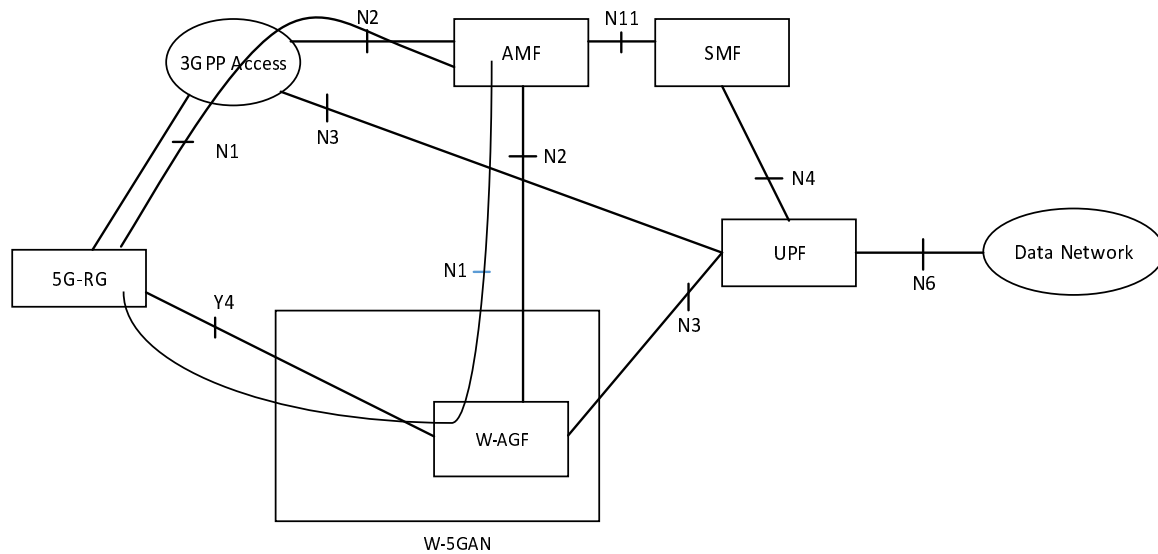 N2
N11
3GPP Access
AMF
SMF
N3
N1
N2
N4
5G-RG
N1
UPF
Data Network
N6
Y4
N3
W-AGF
W-5GAN